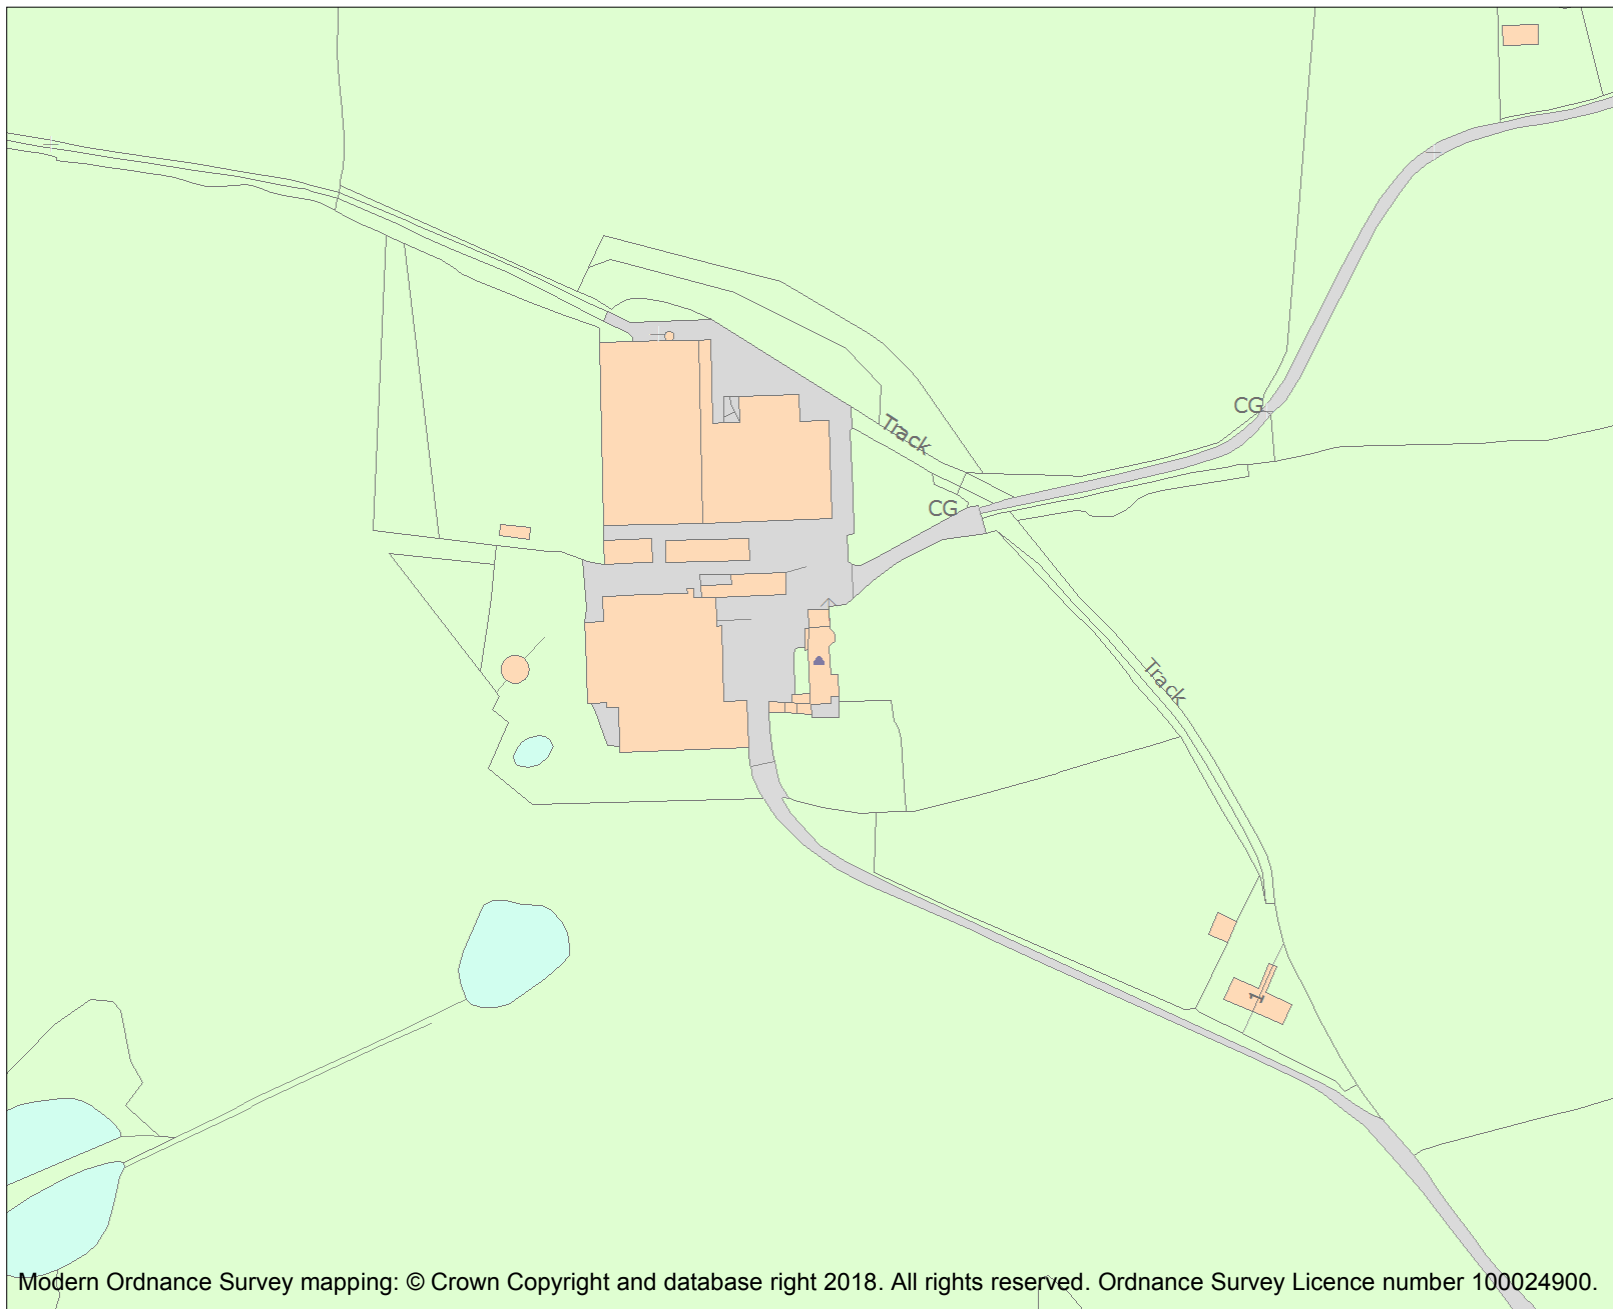 CG
Track
CG
Track
1
Modern Ordnance Survey mapping: © Crown Copyright and database right 2018. All rights reserved. Ordnance Survey Licence number 100024900.